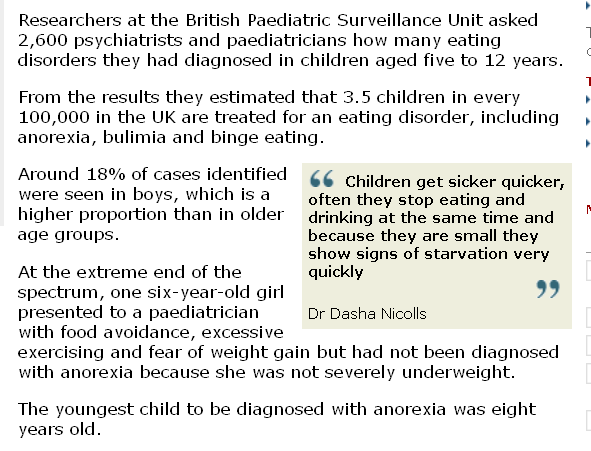 Researchers at the British Paediatric Surveillance Unit asked
2,600 psychiatrists and paediatricians how many eating
disorders they had diagnosed in children aged five to 12 years.
From the results they estimated that 3.5 children in every
100,000 in the UK are treated for an eating disorder, including
anorexia, bulimia and binge eating.
Around 18% of cases identified
were seen in boys, which is a
higher proportion than in older
age groups.
At the extreme end of the
spectrum, one six-year-old girl
presented to a paediatrician
with food avoidance, excessive
exercising and fear of weight gain but had not been diagnosed
with anorexia because she was not severely underweight.
The youngest child to be diagnosed with anorexia was eight
years old.
“ Children get sicker quicker,
often they stop eating and
drinking at the same time and
because they are small they
show signs of starvation very
quickly
”
Dr Dasha Nicolls